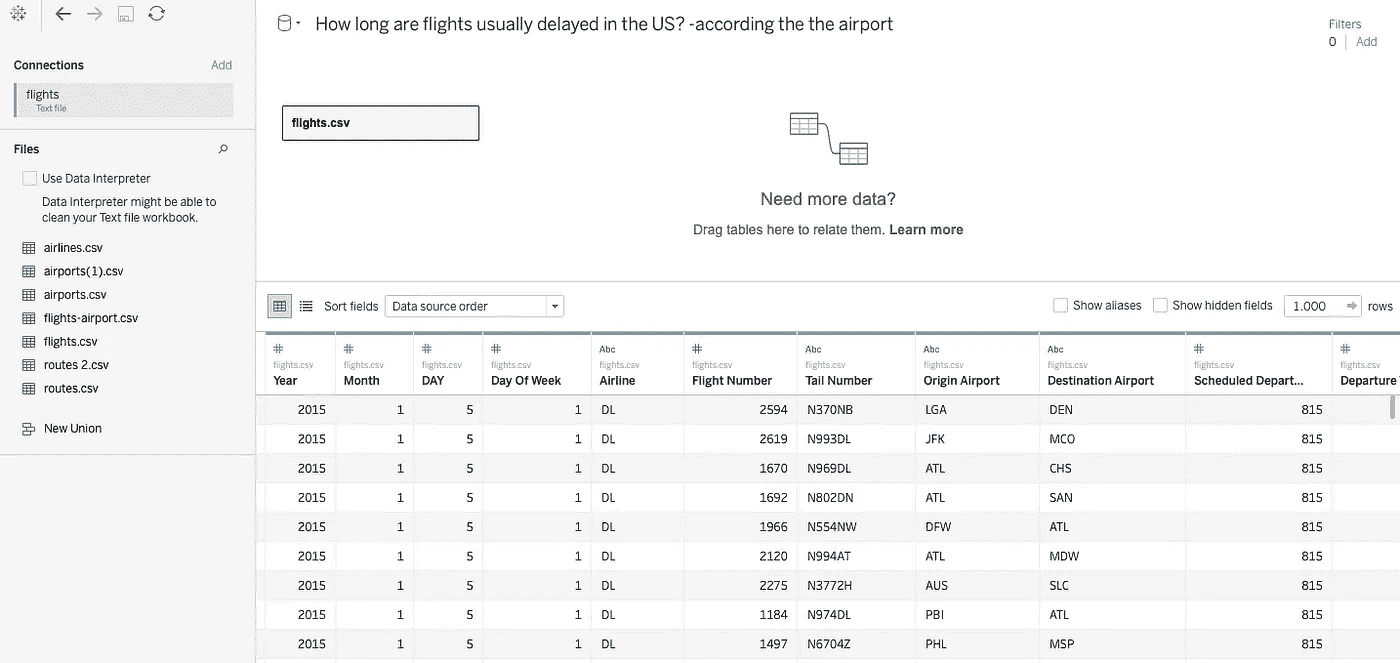 How long are flights usually delayed in the US? -according the the airport
Filters
0 Add
Connections Add
flights
Text file
flights.csv
Files
Use Data Interpreter
Data Interpreter might be able to
clean your Text file workbook.
airlines.csv
airports(1).csv
airports.csv
flights-airport.csv
flights.csv
routes 2.csv
routes.csv
New Union
Need more data?
Drag tables here to relate them. Learn more
Sort fields Data source order Show aliases Show hidden fields 1.000 rows
# # # # Abc # Abc Abc Abc # #
flights.csv flights.csv flights.csv flights.csv flights.csv flights.csv flights.csv flights.csv flights.csv flights.csv flights.csv
Year Month DAY Day Of Week Airline Flight Number Tail Number Origin Airport Destination Airport Scheduled Depart... Departure
2015 1 5 1 DL 2594 N370NB LGA DEN 815
2015 1 5 1 DL 2619 N993DL JFK MCO 815
2015 1 5 1 DL 1670 N969DL ATL CHS 815
2015 1 5 1 DL 1692 N802DN ATL SAN 815
2015 1 5 1 DL 1966 N554NW DFW ATL 815
2015 1 5 1 DL 2120 N994AT ATL MDW 815
2015 1 5 1 DL 2275 N3772H AUS SLC 815
2015 1 5 1 DL 1184 N974DL PBI ATL 815
2015 1 5 1 DL 1497 N6704Z PHL MSP 815